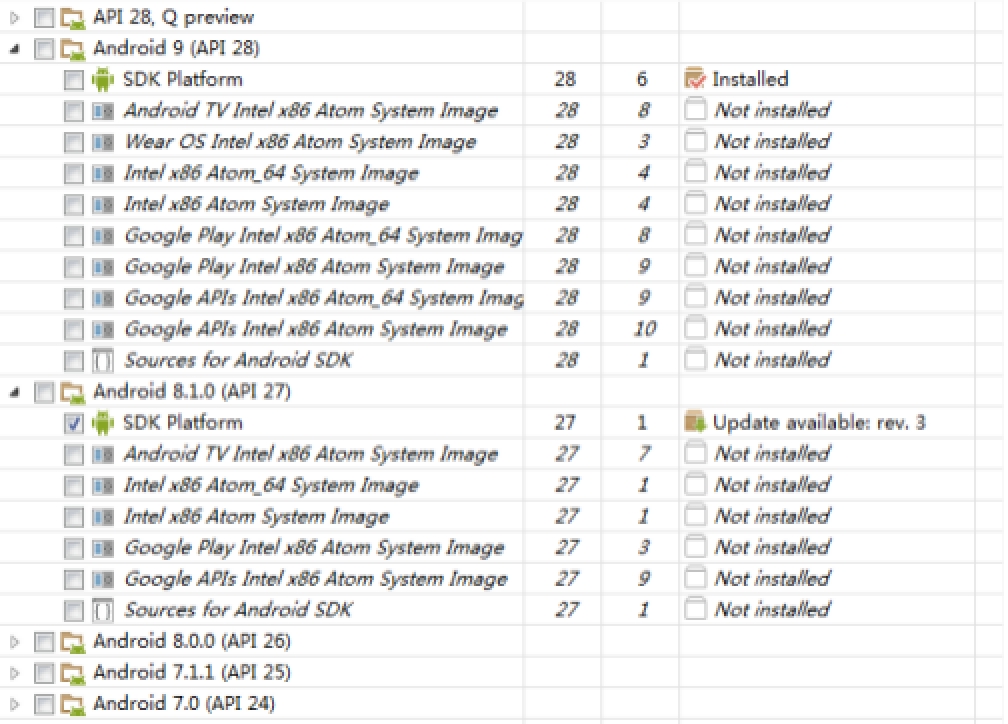 API 28, Q preview
Android 9 (API 28)
SDK Platform 28 6 Installed
Android TV Intel x86 Atom System Image 28 8 Not installed
Wear OS Intel x86 Atom System Image 28 3 Not installed
Intel x86 Atom_64 System Image 28 4 Not installed
Intel x86 Atom System Image 28 4 Not installed
Google Play Intel x86 Atom_64 System Imag 28 8 Not installed
Google Play Intel x86 Atom System Image 28 9 Not installed
Google APIs Intel x86 Atom_64 System Imag 28 9 Not installed
Google APIs Intel x86 Atom System Image 28 10 Not installed
Sources for Android SDK 28 1 Not installed
Android 8.1.0 (API 27)
SDK Platform 27 1 Update available: rev. 3
Android TV Intel x86 Atom System Image 27 7 Not installed
Intel x86 Atom_64 System Image 27 1 Not installed
Intel x86 Atom System Image 27 1 Not installed
Google Play Intel x86 Atom System Image 27 3 Not installed
Google APIs Intel x86 Atom System Image 27 9 Not installed
Sources for Android SDK 27 1 Not installed
Android 8.0.0 (API 26)
Android 7.1.1 (API 25)
Android 7.0 (API 24)